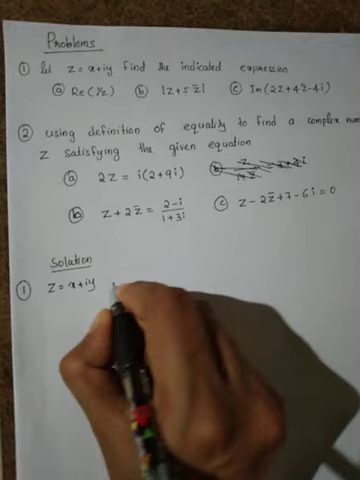 Problems
① let z = x+iy find the indicated expression
ⓐ Re(1/z) ⓑ |z+5z̄| ⓒ Im(2z+4z̄-4i)
② using definition of equality to find a complex num
z satisfying the given equation
ⓐ 2z = i(2+9i)
ⓑ z+2z̄ = (2-i)/(1+3i) ⓒ z-2z̄+7-6i=0
Solution
① z=x+iy